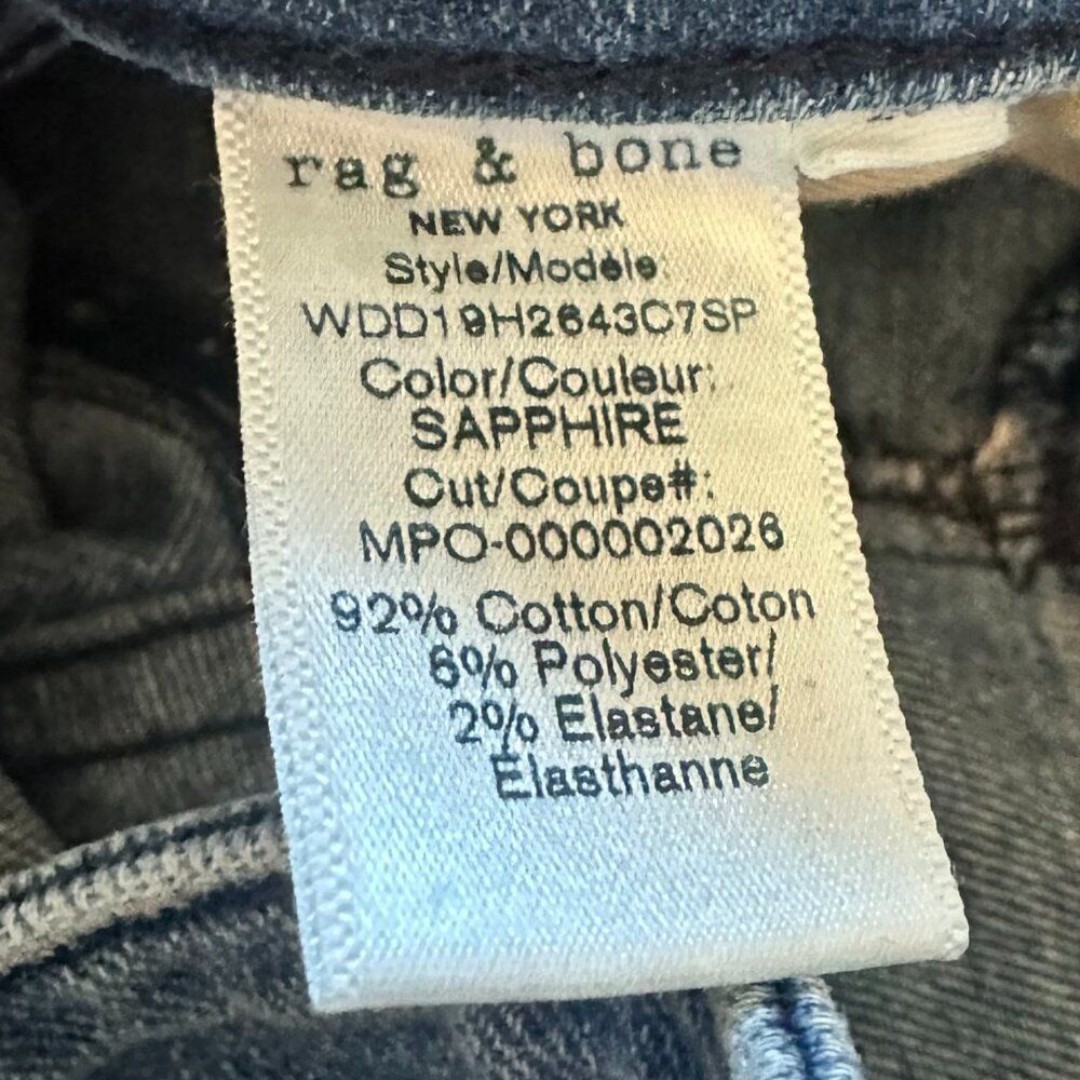 rag & bone
NEW YORK
Style/Modèle:
WDD19H2643C7SP
Color/Couleur:
SAPPHIRE
Cut/Coupe#:
MPO-000002026
92% Cotton/Coton
6% Polyester/
2% Elastane/
Élasthanne